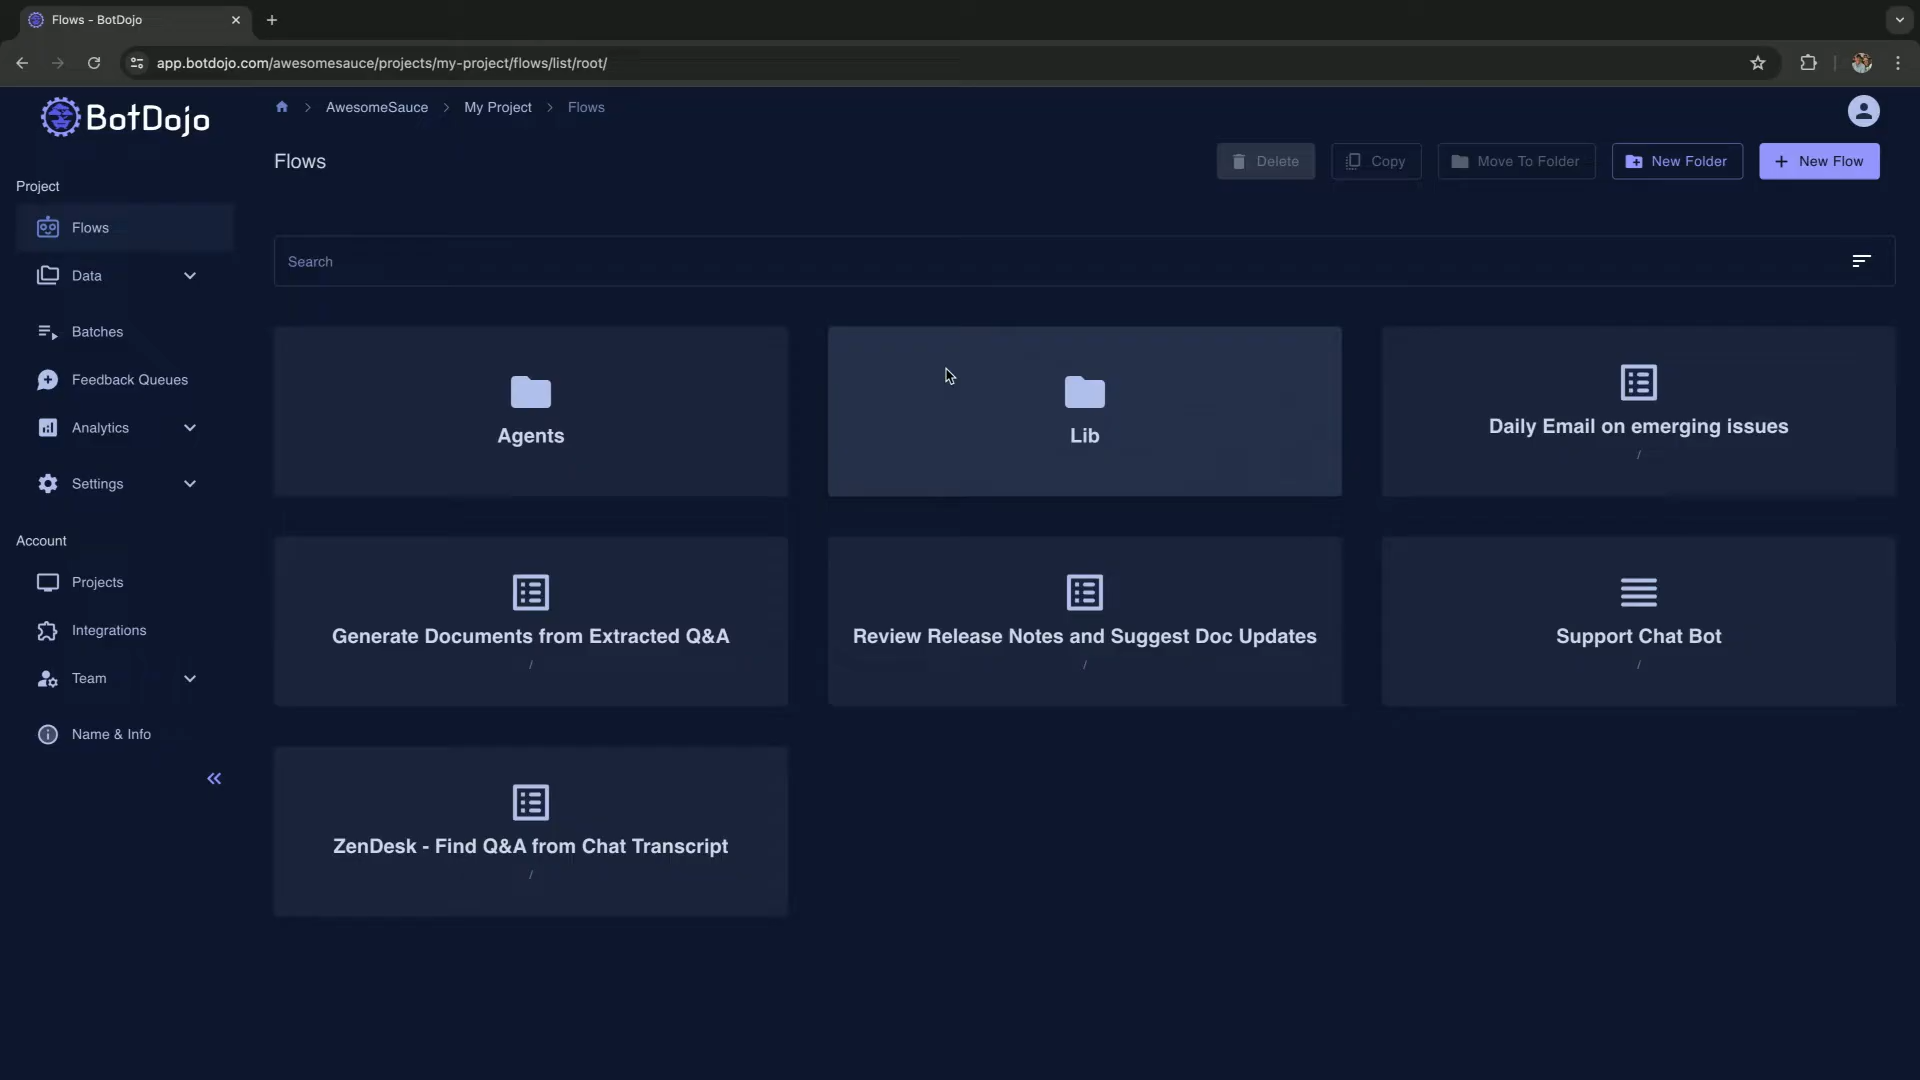 Flows - BotDojo
app.botdojo.com/awesomesauce/projects/my-project/flows/list/root/
BotDojo
AwesomeSauce > My Project > Flows
Flows
Delete
Copy
Move To Folder
New Folder
New Flow
Project
Flows
Data
Batches
Feedback Queues
Analytics
Settings
Account
Projects
Integrations
Team
Name & Info
Search
Agents
Lib
Daily Email on emerging issues
/
Generate Documents from Extracted Q&A
/
Review Release Notes and Suggest Doc Updates
/
Support Chat Bot
/
ZenDesk - Find Q&A from Chat Transcript
/